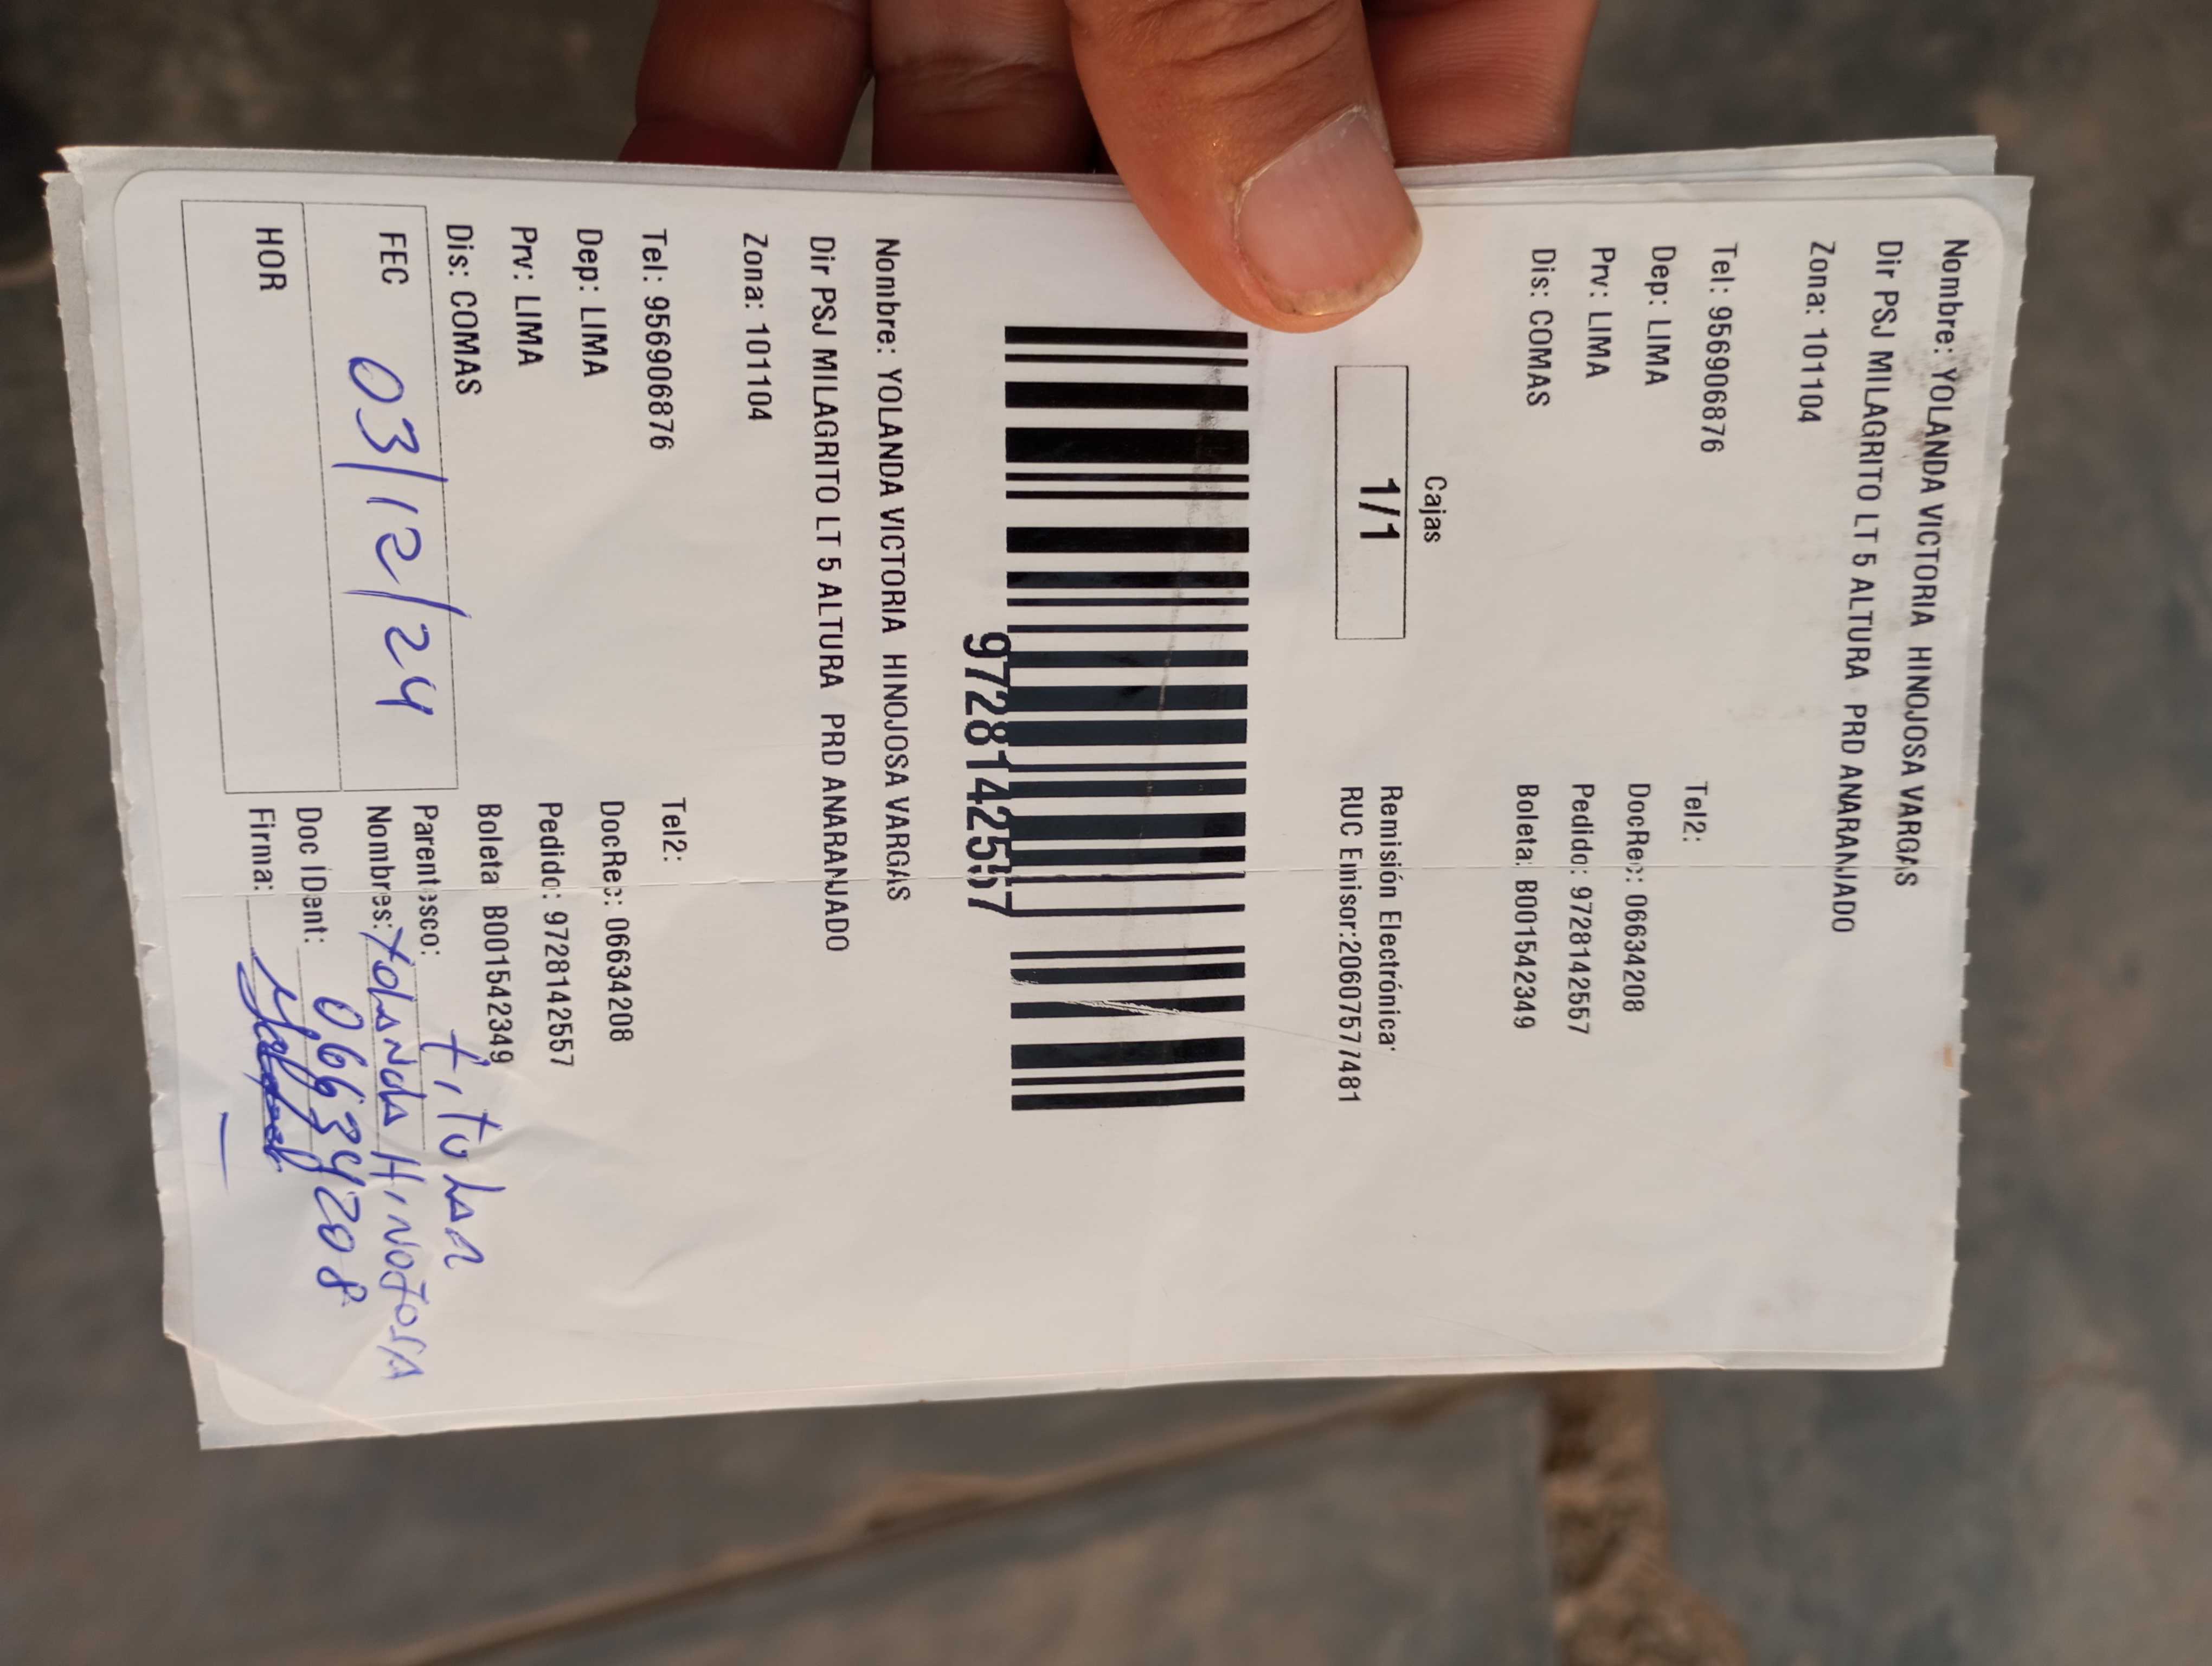 Nombre: YOLANDA VICTORIA HINOJOSA VARGAS
Dir PSJ MILAGRITO LT 5 ALTURA PRD ANARANJADO
Zona: 101104
Tel: 956906876 Tel2:
Dep: LIMA DocRec: 06634208
Prv: LIMA Pedido: 9728142557
Dis: COMAS Boleta: B001542349
Cajas
1/1
Remisión Electrónica
RUC Emisor:20607577481
9728142557
Nombre: YOLANDA VICTORIA HINOJOSA VARGAS
Dir PSJ MILAGRITO LT 5 ALTURA PRD ANARANJADO
Zona: 101104
Tel: 956906876 Tel2:
Dep: LIMA DocRec: 06634208
Prv: LIMA Pedido: 9728142557
Dis: COMAS Boleta B001542349
FEC 03/12/24
HOR
Parentesco: titular
Nombres: Yolanda Hinojosa
Doc IDent: 06634208
Firma: